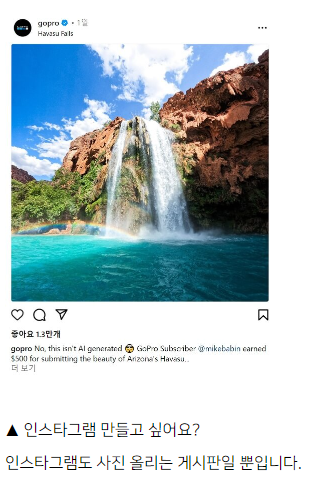 gopro • 1일
Havasu Falls
좋아요 1.3만개
gopro No, this isn't AI generated 😎 GoPro Subscriber @mikebabin earned
$500 for submitting the beauty of Arizona's Havasu...
더 보기
▲ 인스타그램 만들고 싶어요?
인스타그램도 사진 올리는 게시판일 뿐입니다.